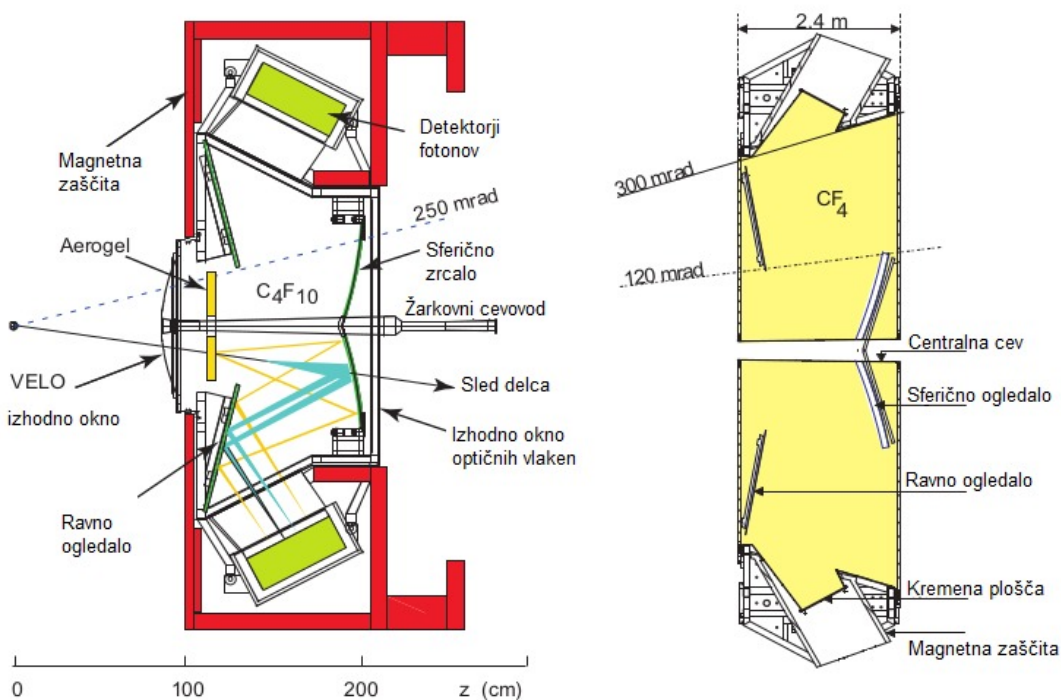 Magnetna
zaščita
Detektorji
fotonov
250 mrad
Aerogel
Sferično
zrcalo
C4F10
Žarkovni cevovod
VELO
izhodno okno
Sled delca
Izhodno okno
optičnih vlaken
Ravno
ogledalo
0
100
200
z (cm)
2.4 m
300 mrad
CF4
120 mrad
Centralna cev
Sferično ogledalo
Ravno ogledalo
Kremena plošča
Magnetna zaščita